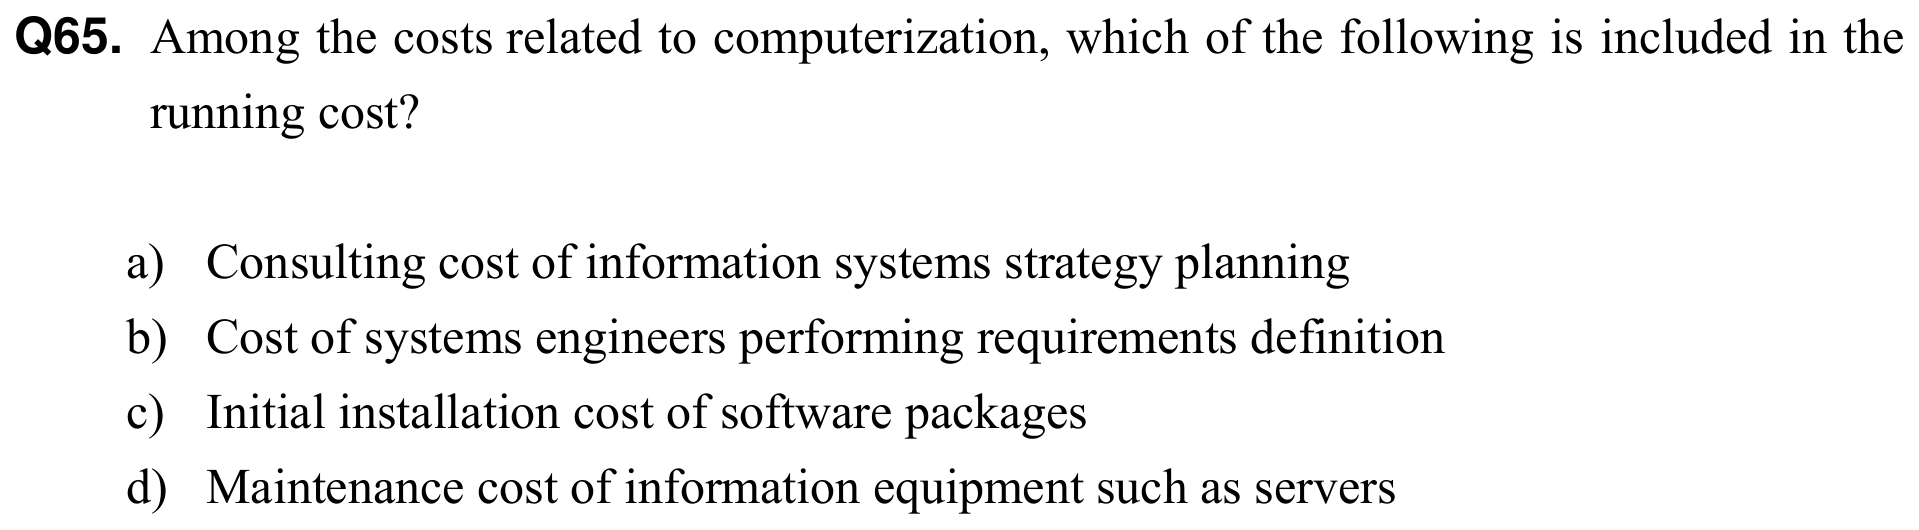 Q65. Among the costs related to computerization, which of the following is included in the
running cost?
a) Consulting cost of information systems strategy planning
b) Cost of systems engineers performing requirements definition
c) Initial installation cost of software packages
d) Maintenance cost of information equipment such as servers